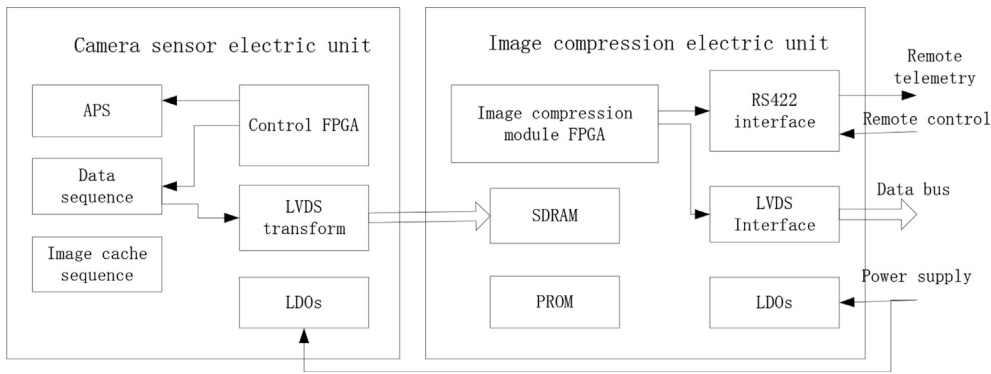 Camera sensor electric unit
APS
Control FPGA
Data
sequence
LVDS
transform
Image cache
sequence
LDOs
Image compression electric unit
Image compression
module FPGA
RS422
interface
SDRAM
LVDS
Interface
PROM
LDOs
Remote
telemetry
Remote control
Data bus
Power supply